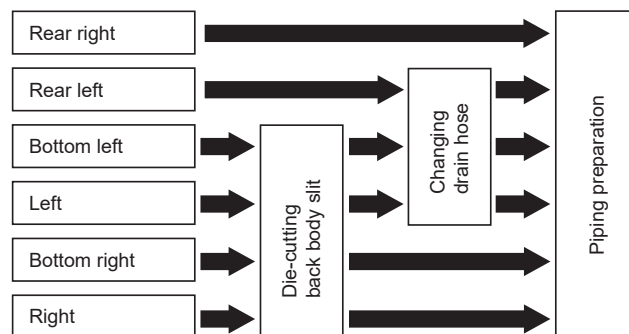 Rear right
Rear left
Bottom left
Left
Bottom right
Right
Die-cutting
back body slit
Changing
drain hose
Piping preparation